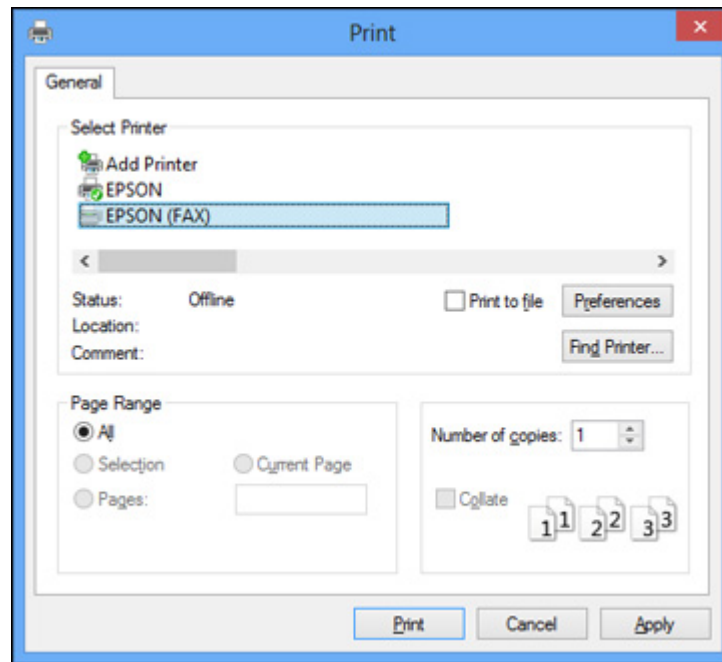 Print
General
Select Printer
Add Printer
EPSON
EPSON (FAX)
Status: Offline
Print to file
Preferences
Location:
Comment:
Find Printer...
Page Range
All
Selection
Current Page
Pages:
Number of copies: 1
Collate
1 1 2 2 3 3
Print Cancel Apply